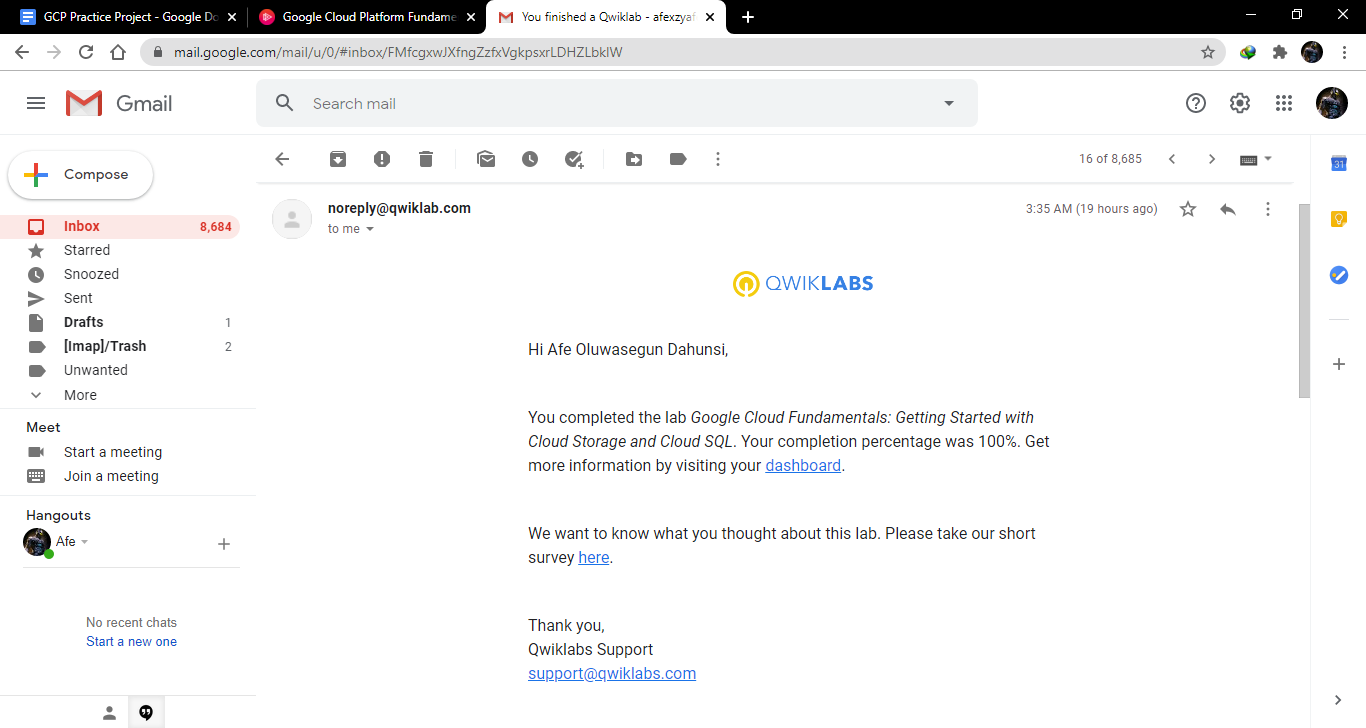 GCP Practice Project - Google Do
Google Cloud Platform Fundame
You finished a Qwiklab - afexzyaf
mail.google.com/mail/u/0/#inbox/FMfcgxwJXfngZzfxVgkpsxrLDHZLbklW
Gmail
Search mail
Compose
16 of 8,685
31
Inbox 8,684
Starred
Snoozed
Sent
Drafts 1
[Imap]/Trash 2
Unwanted
More
Meet
Start a meeting
Join a meeting
Hangouts
Afe
No recent chats
Start a new one
noreply@qwiklab.com
3:35 AM (19 hours ago)
to me
QWIKLABS
Hi Afe Oluwasegun Dahunsi,
You completed the lab Google Cloud Fundamentals: Getting Started with
Cloud Storage and Cloud SQL. Your completion percentage was 100%. Get
more information by visiting your dashboard.
We want to know what you thought about this lab. Please take our short
survey here.
Thank you,
Qwiklabs Support
support@qwiklabs.com